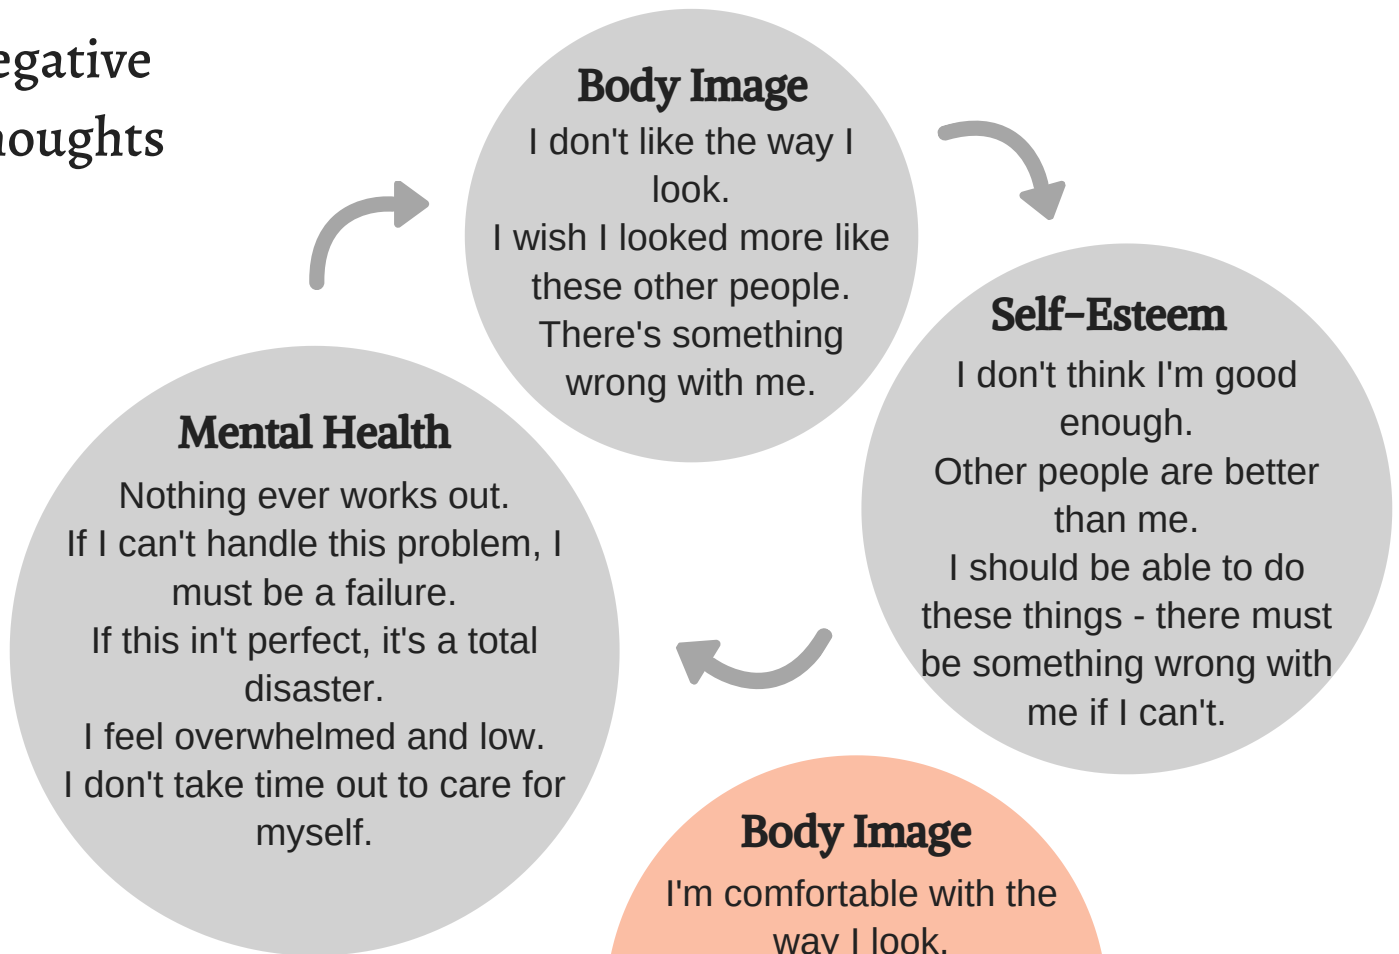 egative
houghts
Body Image
I don't like the way I
look.
I wish I looked more like
these other people.
There's something
wrong with me.
Self-Esteem
I don't think I'm good
enough.
Other people are better
than me.
I should be able to do
these things - there must
be something wrong with
me if I can't.
Mental Health
Nothing ever works out.
If I can't handle this problem, I
must be a failure.
If this in't perfect, it's a total
disaster.
I feel overwhelmed and low.
I don't take time out to care for
myself.
Body Image
I'm comfortable with the
way I look.